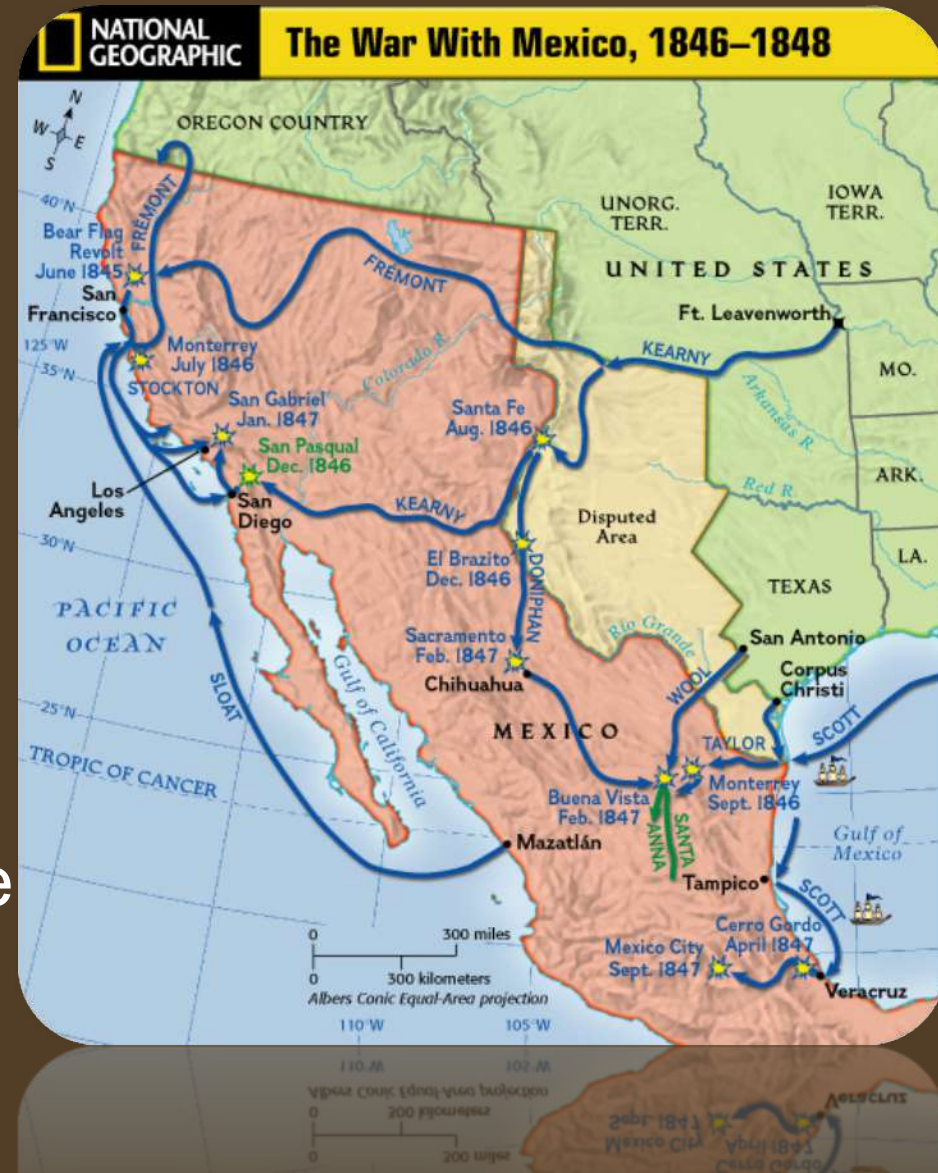 NATIONAL
GEOGRAPHIC
The War With Mexico, 1846–1848
N
W
E
S
OREGON COUNTRY
40°N
FRÉMONT
UNORG.
TERR.
IOWA
TERR.
Bear Flag
Revolt
June 1845
FRÉMONT
UNITED STATES
San
Francisco
Ft. Leavenworth
125°W
35°N
Monterrey
July 1846
Colorado R.
KEARNY
MO.
STOCKTON
San Gabriel
Jan. 1847
Santa Fe
Aug. 1846
Arkansas R.
San Pasqual
Dec. 1846
ARK.
Los
Angeles
San
Diego
KEARNY
Red R.
Disputed
Area
30°N
El Brazito
Dec. 1846
DONIPHAN
LA.
TEXAS
PACIFIC
OCEAN
Rio Grande
San Antonio
Sacramento
Feb. 1847
Chihuahua
Corpus
Christi
WOOL
SLOAT
Gulf of California
25°N
MEXICO
TAYLOR
SCOTT
TROPIC OF CANCER
Monterrey
Sept. 1846
Buena Vista
Feb. 1847
SANTA
ANNA
Mazatlán
Gulf of
Mexico
e
Tampico
SCOTT
0
300 miles
Cerro Gordo
April 1847
Mexico City
Sept. 1847
0
300 kilometers
Albers Conic Equal-Area projection
Veracruz
110°W
105°W